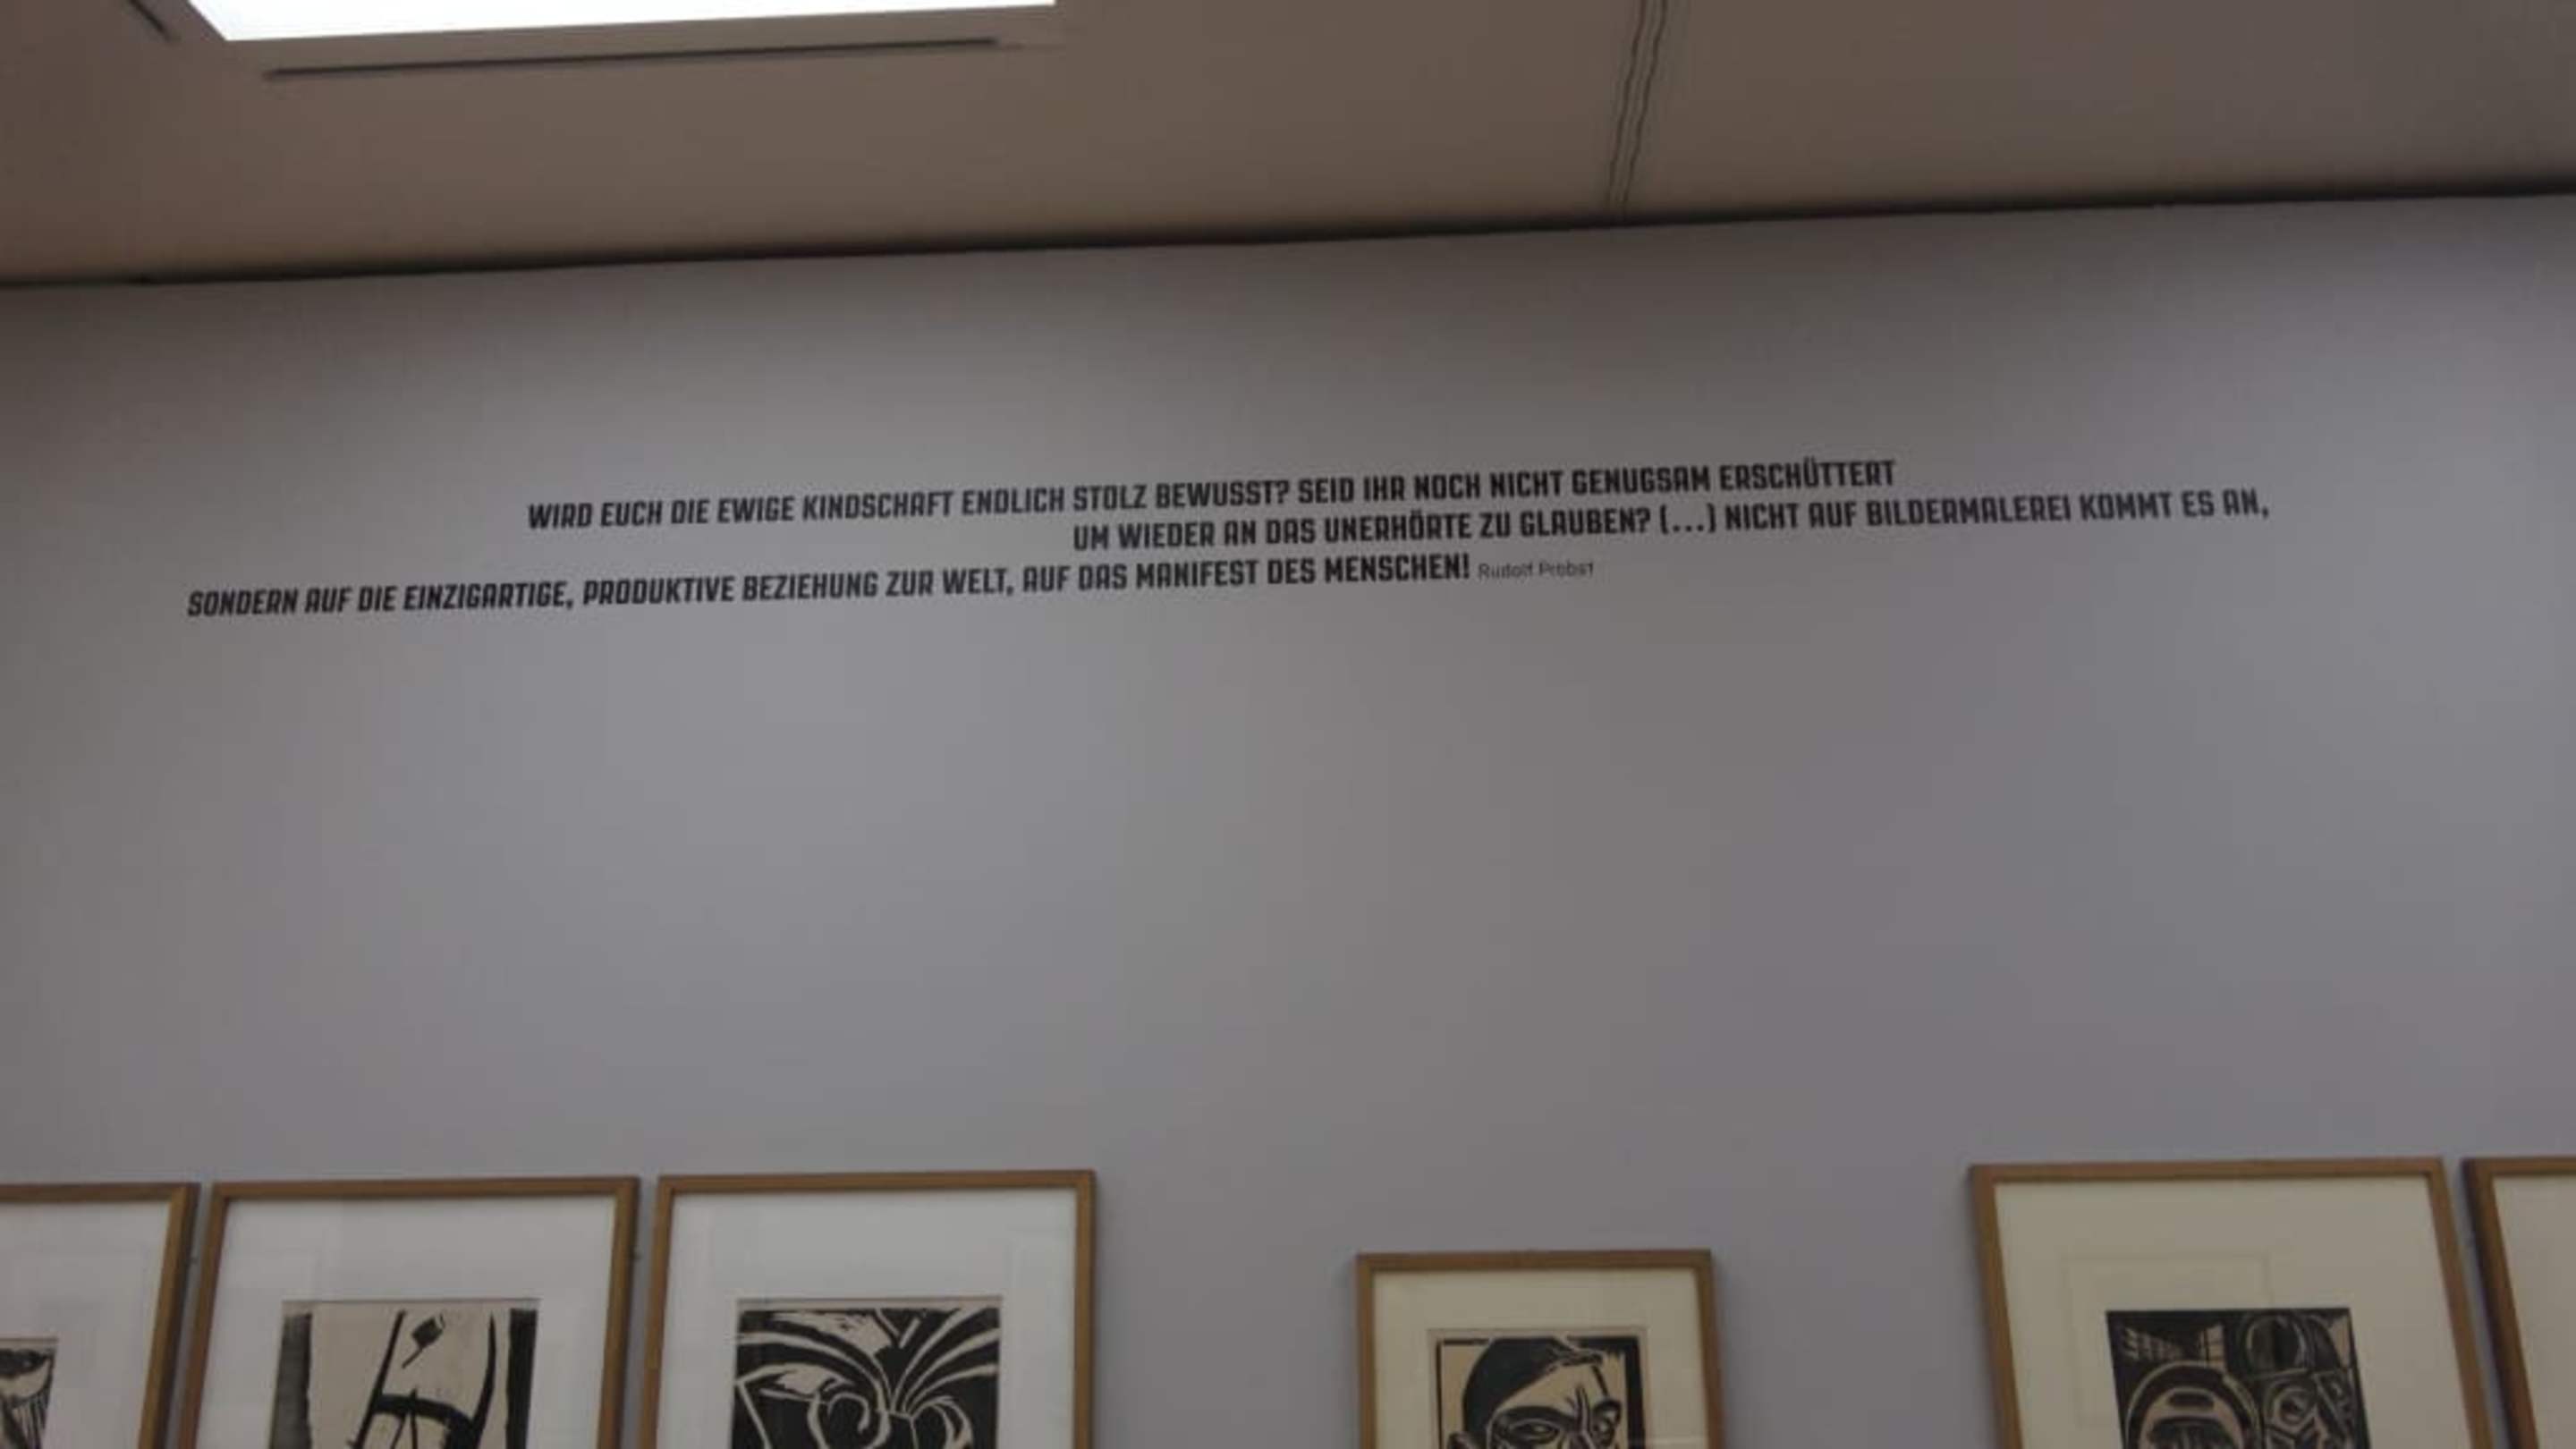 WIRD EUCH DIE EWIGE KINDSCHAFT ENDLICH STOLZ BEWUSST? SEID IHR NOCH NICHT GENUGSAM ERSCHÜTTERT
UM WIEDER AN DAS UNERHÖRTE ZU GLAUBEN? (...) NICHT AUF BILDERMALEREI KOMMT ES AN,
SONDERN AUF DIE EINZIGARTIGE, PRODUKTIVE BEZIEHUNG ZUR WELT, AUF DAS MANIFEST DES MENSCHEN! Rudolf Probst